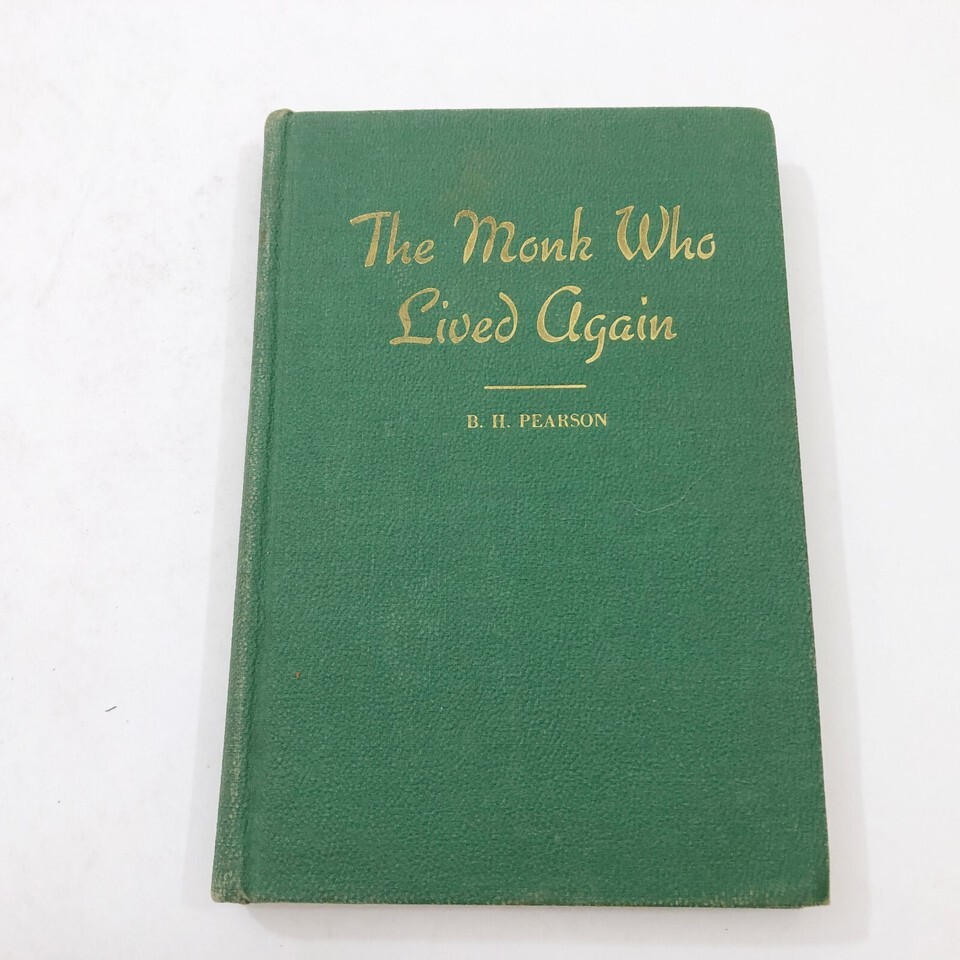 The Monk Who
Lived Again
B. H. PEARSON